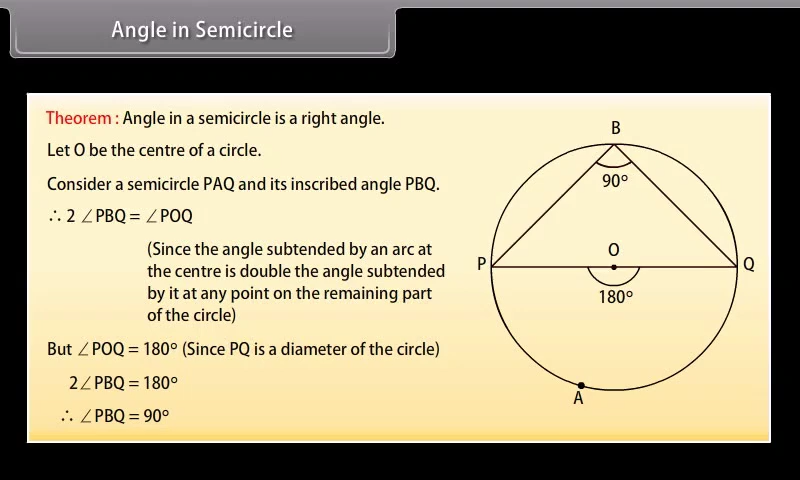 Angle in Semicircle
Theorem : Angle in a semicircle is a right angle.
Let O be the centre of a circle.
Consider a semicircle PAQ and its inscribed angle PBQ.
∴ 2 ∠PBQ = ∠POQ
(Since the angle subtended by an arc at
the centre is double the angle subtended
by it at any point on the remaining part
of the circle)
But ∠POQ = 180° (Since PQ is a diameter of the circle)
2∠PBQ = 180°
∴ ∠PBQ = 90°
B
90°
P
O
Q
180°
A